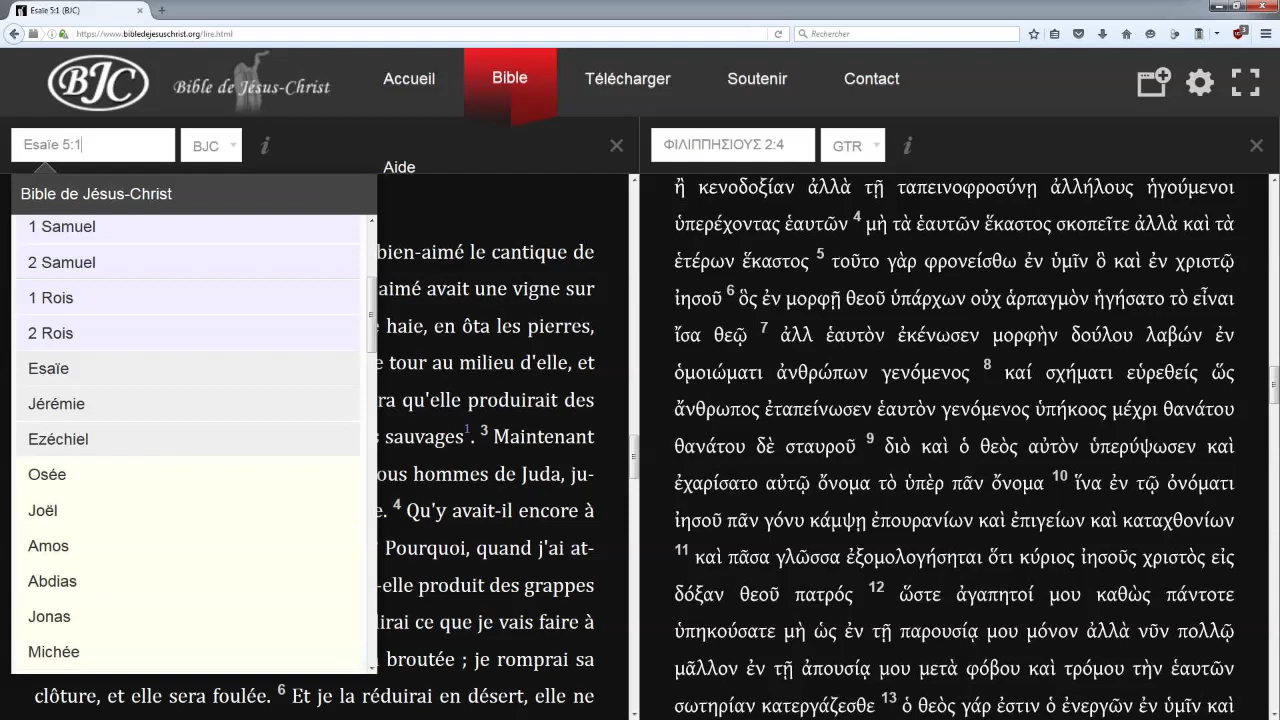 Esaïe 5:1 (BJC)
https://www.bibledejesuschrist.org/lire.html
Rechercher
BJC
Bible de Jésus-Christ
Accueil
Bible
Télécharger
Soutenir
Contact
Aide
Esaïe 5:1
BJC
i
ΦΙΛΙΠΠΗΣΙΟΥΣ 2:4
GTR
i
Bible de Jésus-Christ
1 Samuel
2 Samuel
1 Rois
2 Rois
Esaïe
Jérémie
Ezéchiel
Osée
Joël
Amos
Abdias
Jonas
Michée
bien-aimé le cantique de
aimé avait une vigne sur
haie, en ôta les pierres,
tour au milieu d'elle, et
ra qu'elle produirait des
sauvages¹. 3 Maintenant
ous hommes de Juda, ju-
e. 4 Qu'y avait-il encore à
Pourquoi, quand j'ai at-
-elle produit des grappes
irai ce que je vais faire à
broutée ; je romprai sa
clôture, et elle sera foulée. 6 Et je la réduirai en désert, elle ne
ἢ κενοδοξίαν ἀλλὰ τῇ ταπεινοφροσύνῃ ἀλλήλους ἡγούμενοι
ὑπερέχοντας ἑαυτῶν 4 μὴ τὰ ἑαυτῶν ἕκαστος σκοπεῖτε ἀλλὰ καὶ τὰ
ἑτέρων ἕκαστος 5 τοῦτο γὰρ φρονείσθω ἐν ὑμῖν ὃ καὶ ἐν χριστῷ
ἰησοῦ 6 ὃς ἐν μορφῇ θεοῦ ὑπάρχων οὐχ ἁρπαγμὸν ἡγήσατο τὸ εἶναι
ἴσα θεῷ 7 ἀλλ ἑαυτὸν ἐκένωσεν μορφὴν δούλου λαβών ἐν
ὁμοιώματι ἀνθρώπων γενόμενος 8 καί σχήματι εὑρεθείς ὥς
ἄνθρωπος ἐταπείνωσεν ἑαυτὸν γενόμενος ὑπήκοος μέχρι θανάτου
θανάτου δὲ σταυροῦ 9 διὸ καὶ ὁ θεὸς αὐτὸν ὑπερύψωσεν καὶ
ἐχαρίσατο αὐτῷ ὄνομα τὸ ὑπὲρ πᾶν ὄνομα 10 ἵνα ἐν τῷ ὀνόματι
ἰησοῦ πᾶν γόνυ κάμψῃ ἐπουρανίων καὶ ἐπιγείων καὶ καταχθονίων
11 καὶ πᾶσα γλῶσσα ἐξομολογήσηται ὅτι κύριος ἰησοῦς χριστὸς εἰς
δόξαν θεοῦ πατρός 12 ὥστε ἀγαπητοί μου καθὼς πάντοτε
ὑπηκούσατε μὴ ὡς ἐν τῇ παρουσίᾳ μου μόνον ἀλλὰ νῦν πολλῷ
μᾶλλον ἐν τῇ ἀπουσίᾳ μου μετὰ φόβου καὶ τρόμου τὴν ἑαυτῶν
σωτηρίαν κατεργάζεσθε 13 ὁ θεὸς γάρ ἐστιν ὁ ἐνεργῶν ἐν ὑμῖν καὶ